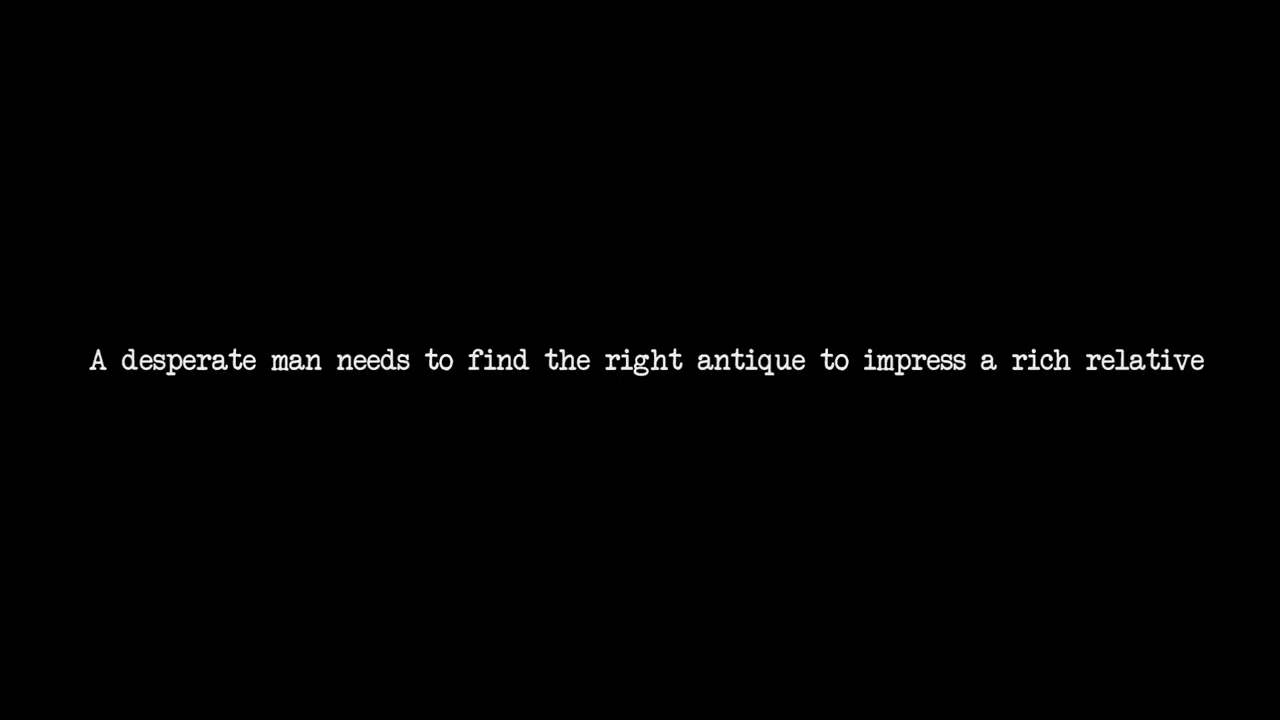 A desperate man needs to find the right antique to impress a rich relative